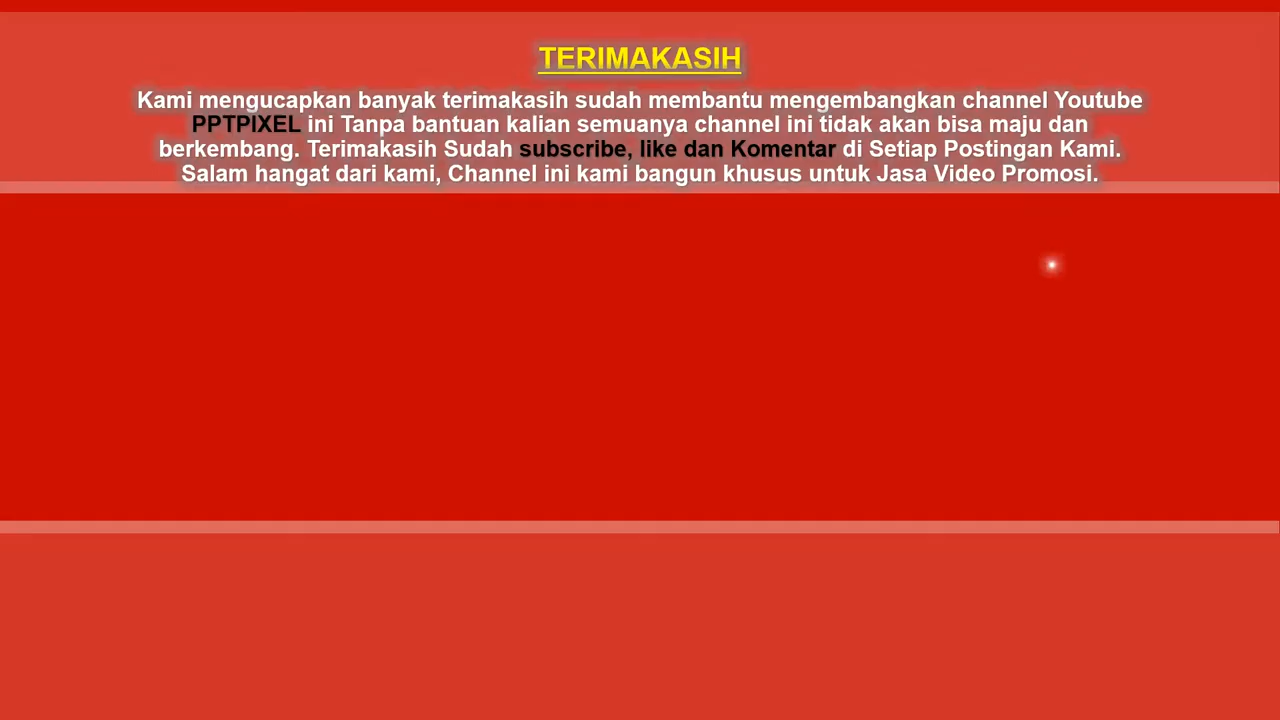 TERIMAKASIH
Kami mengucapkan banyak terimakasih sudah membantu mengembangkan channel Youtube
PPTPIXEL ini Tanpa bantuan kalian semuanya channel ini tidak akan bisa maju dan
berkembang. Terimakasih Sudah subscribe, like dan Komentar di Setiap Postingan Kami.
Salam hangat dari kami, Channel ini kami bangun khusus untuk Jasa Video Promosi.